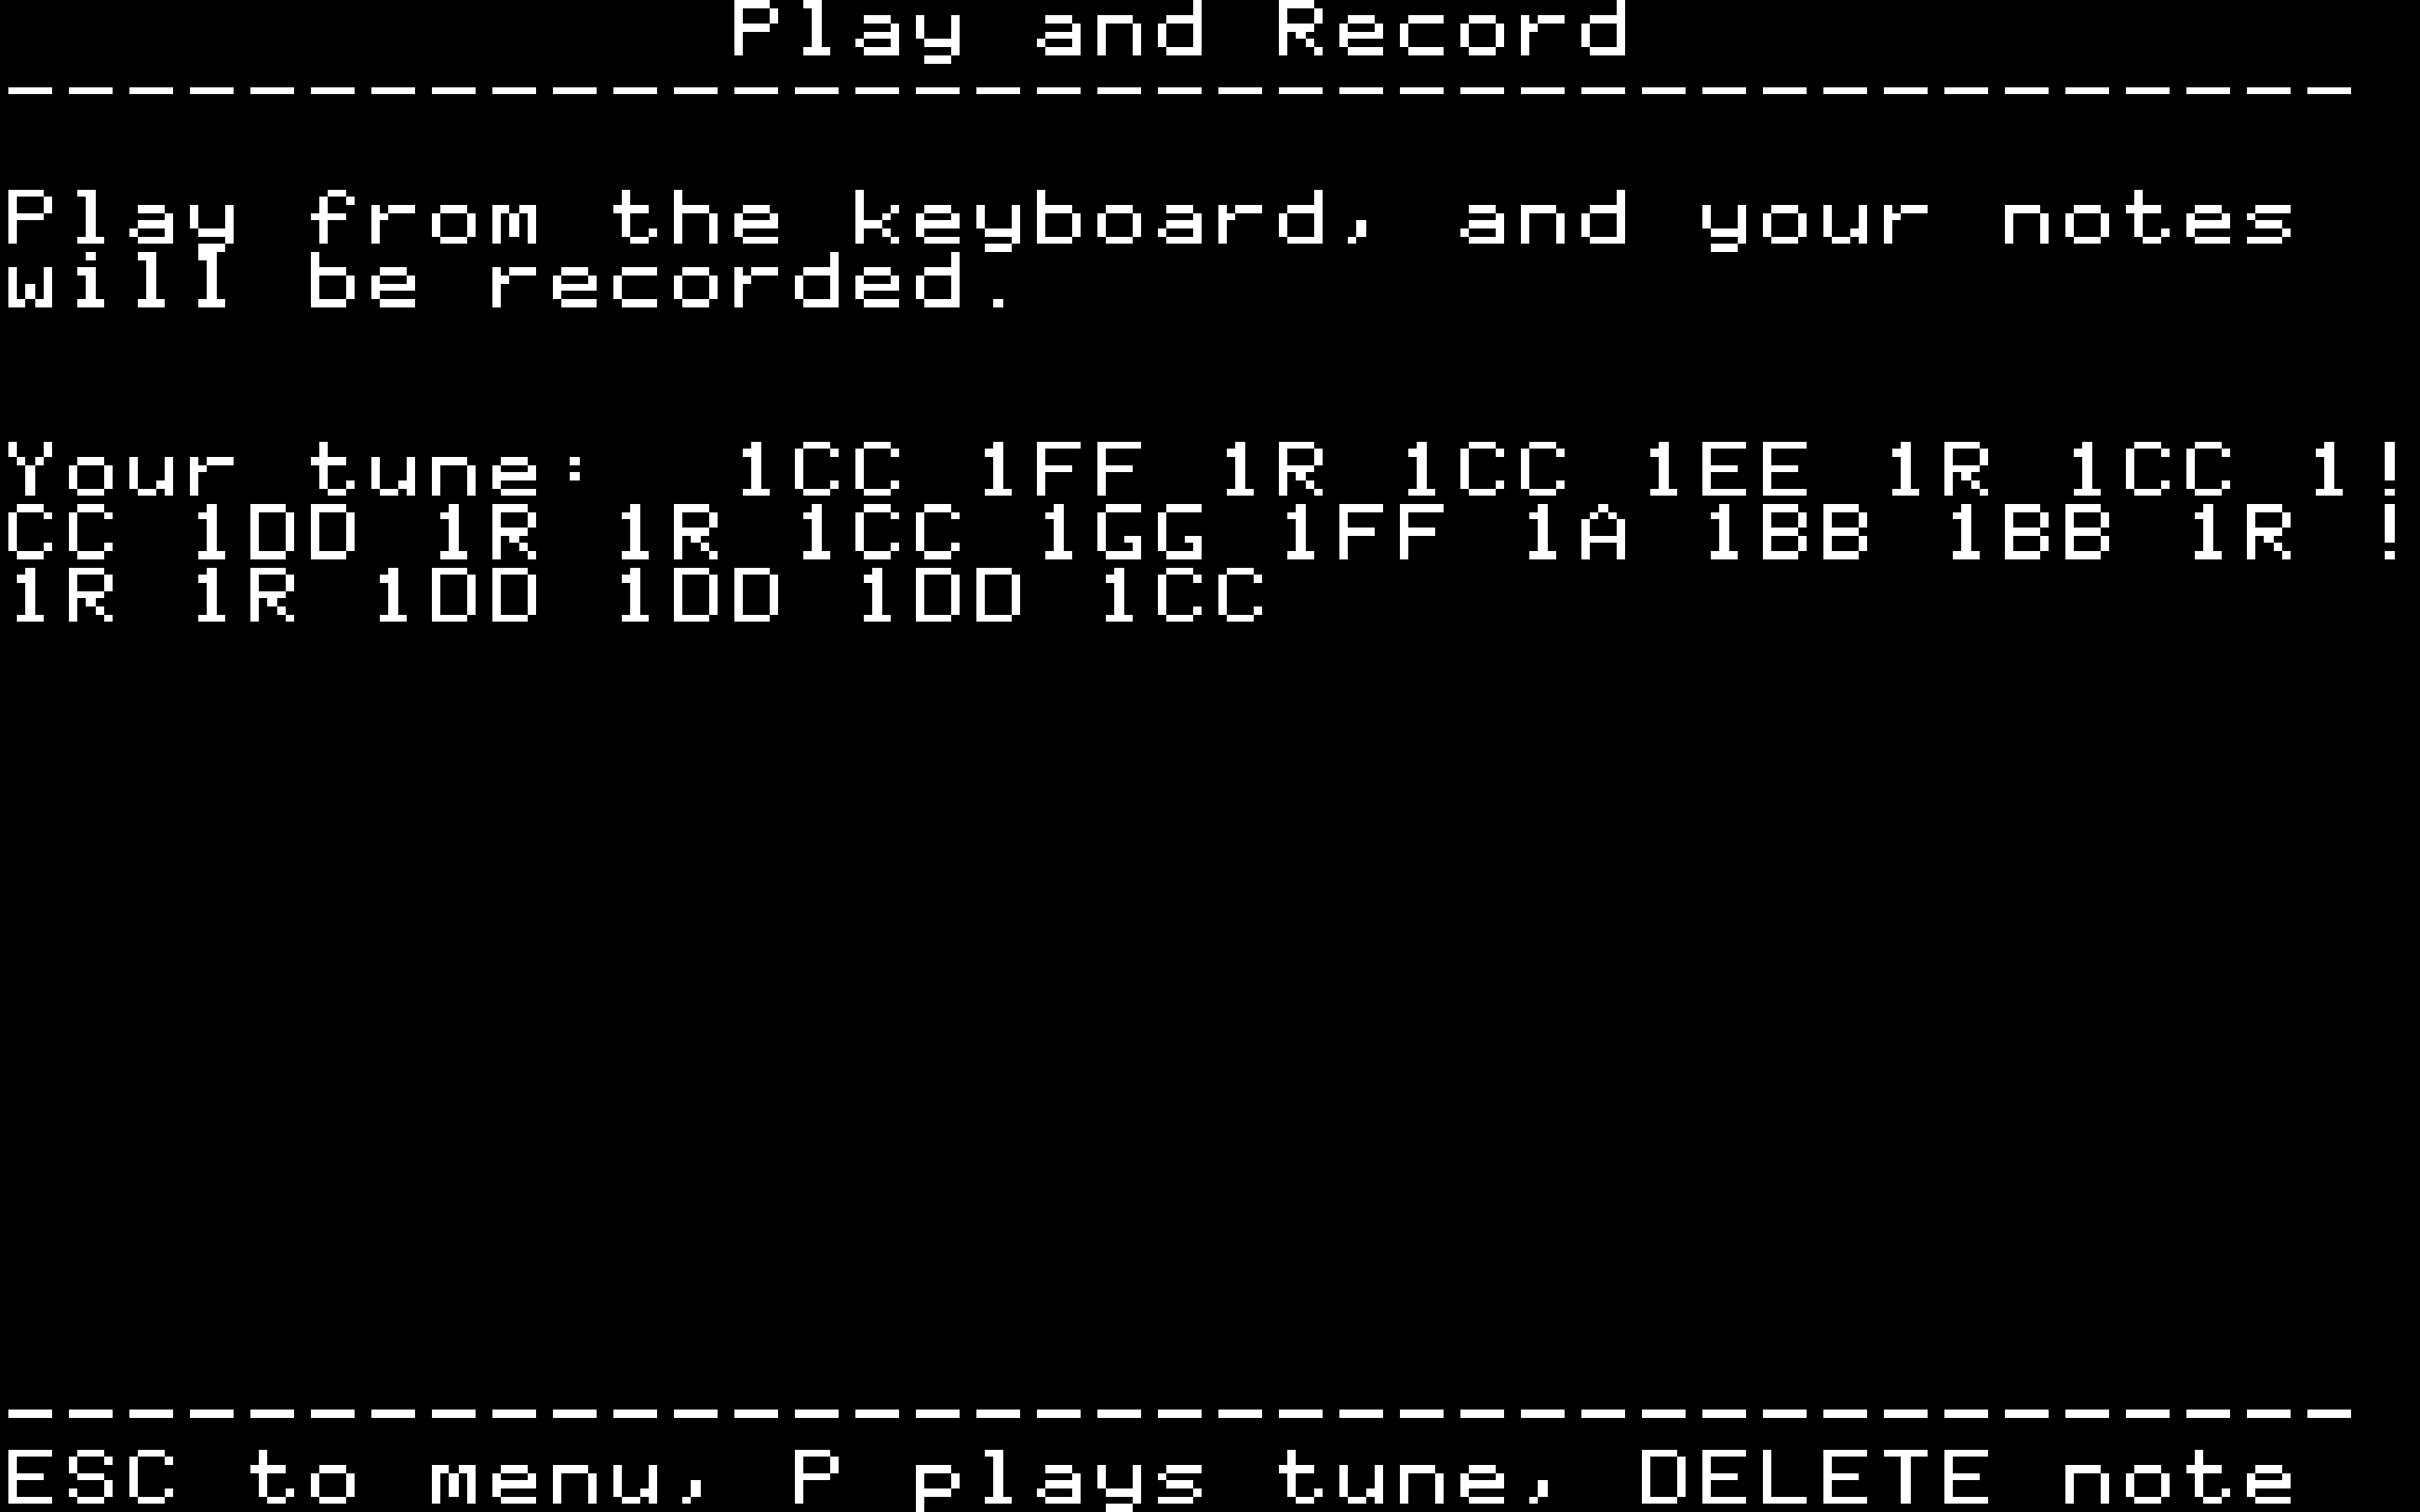 Play and Record
---------------------------------------
Play from the keyboard, and your notes
will be recorded.
Your tune:  1CC 1FF 1R 1CC 1EE 1R 1CC 1!
CC 1DD 1R 1R 1CC 1GG 1FF 1A 1BB 1BB 1R !
1R 1R 1DD 1DD 1DD 1CC
---------------------------------------
ESC to menu, P plays tune, DELETE note